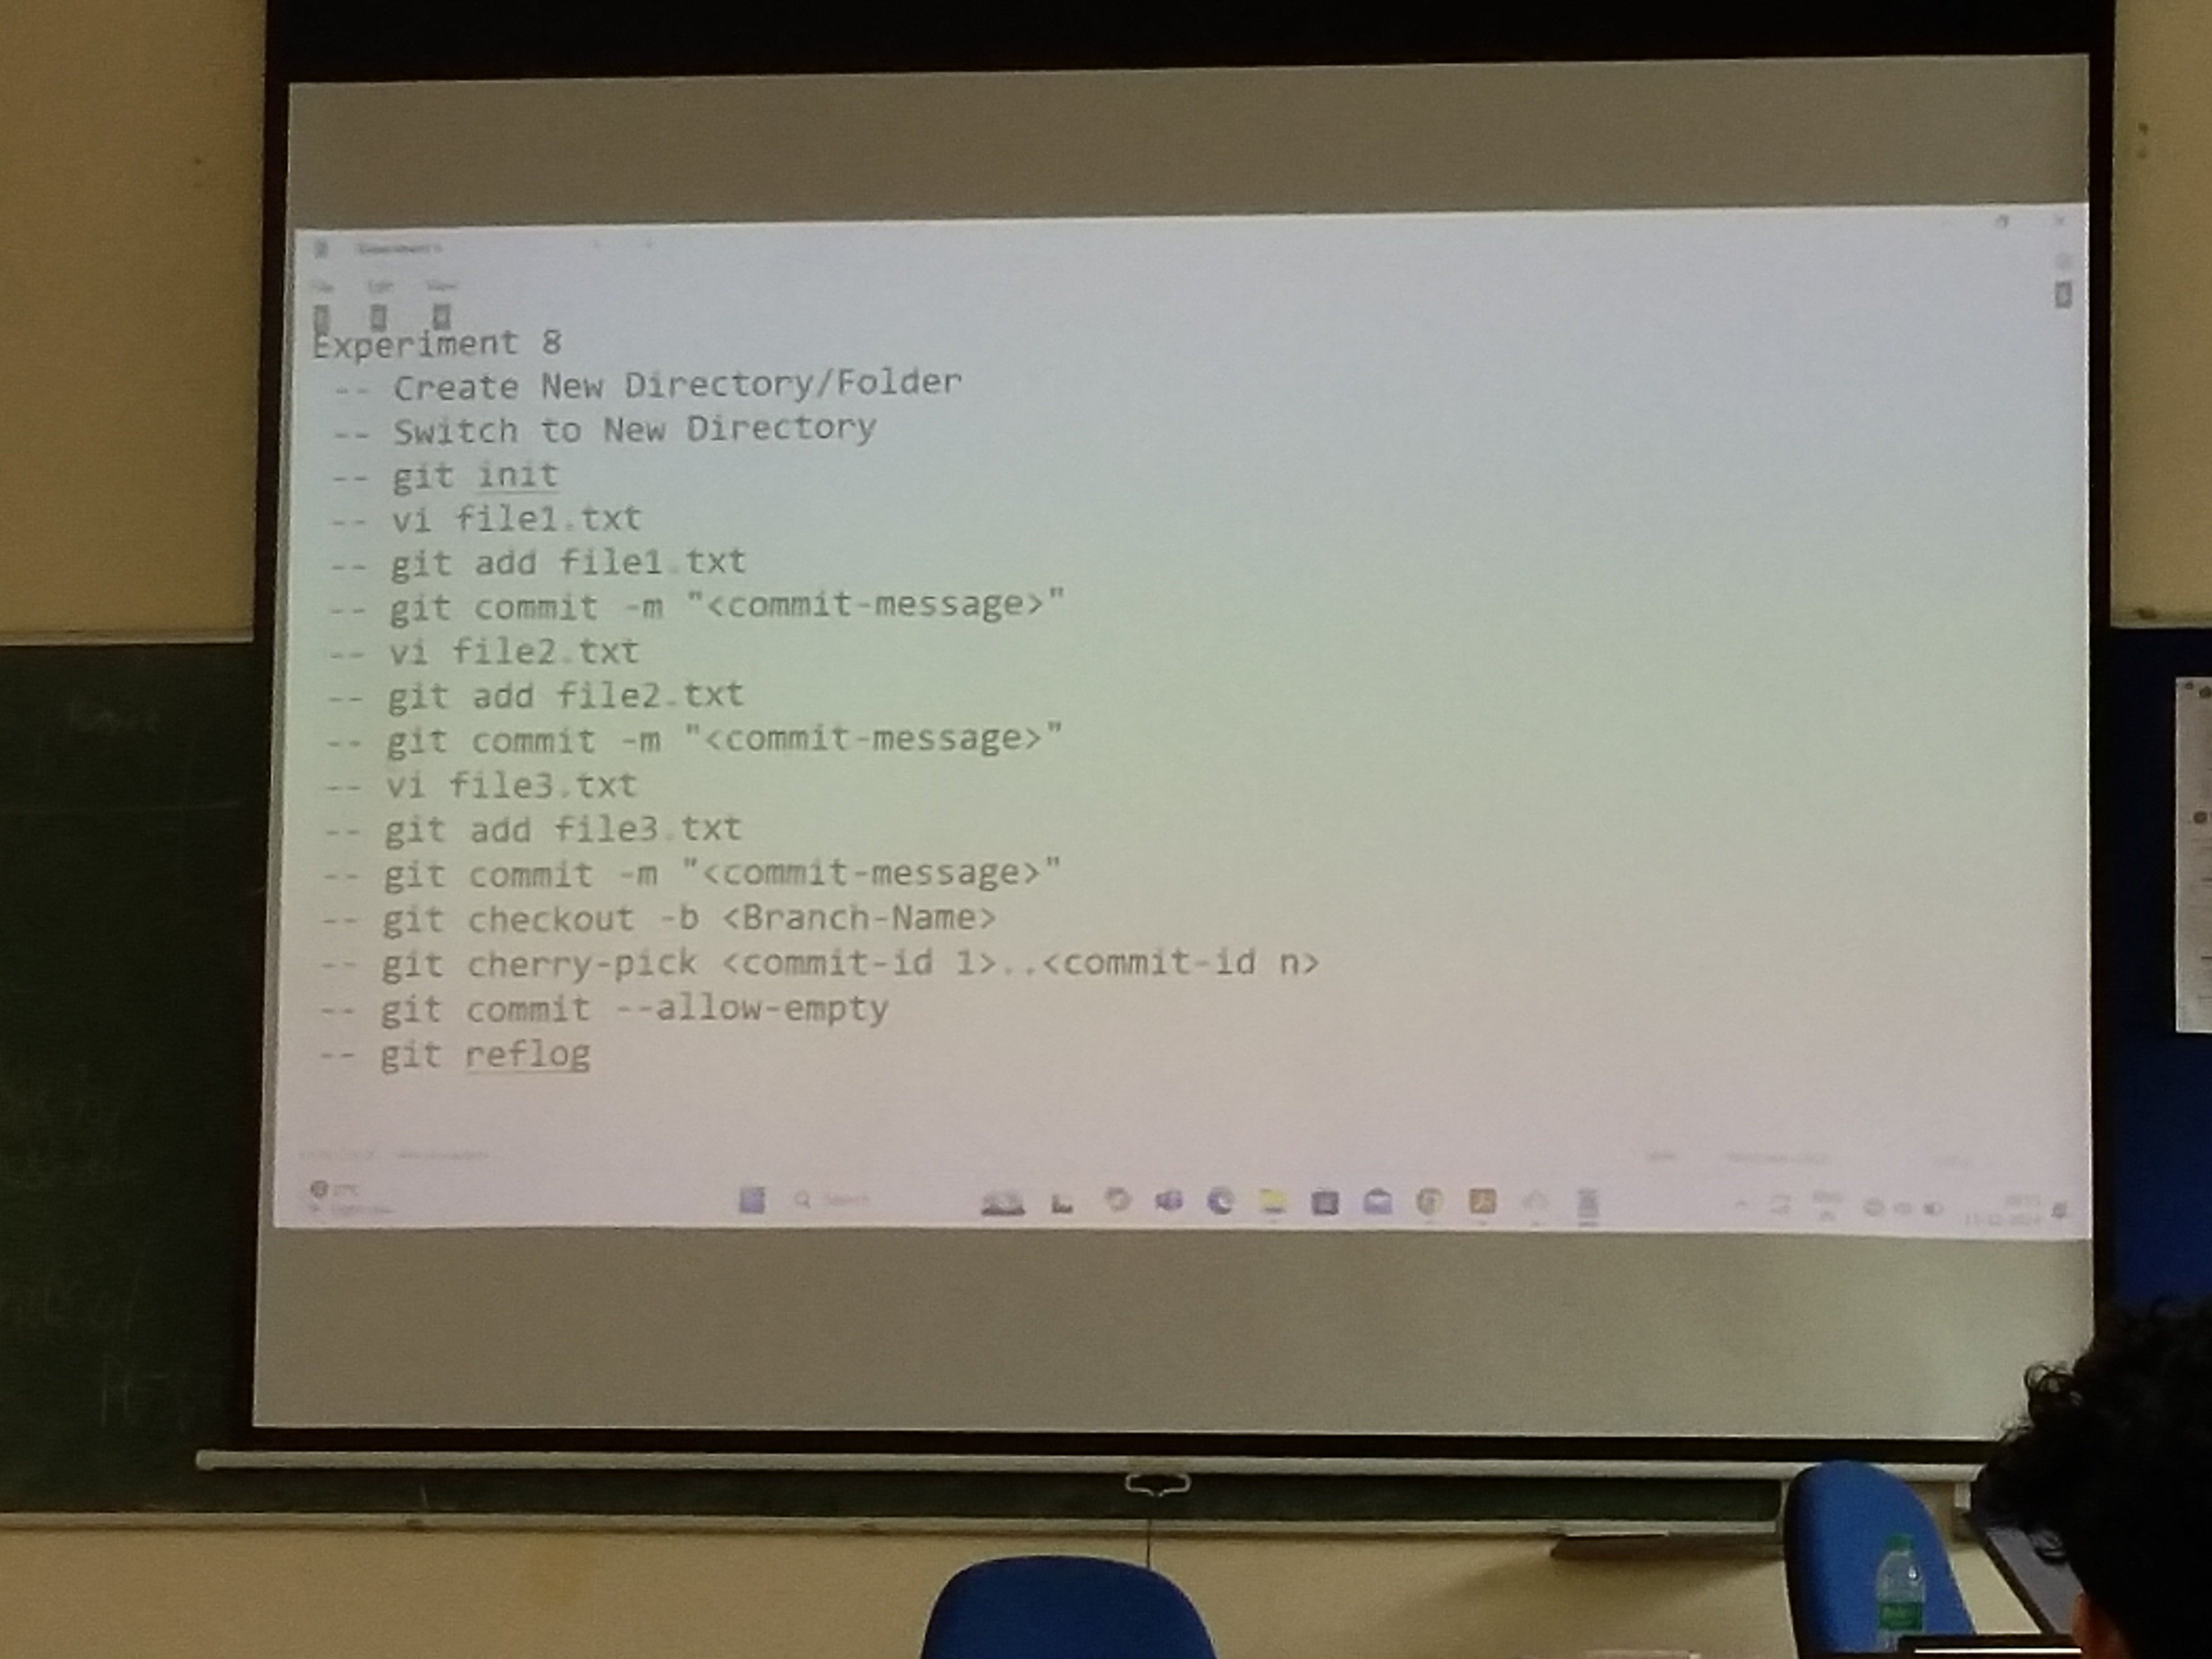 File Edit View
Experiment 8
-- Create New Directory/Folder
-- Switch to New Directory
-- git init
-- vi file1.txt
-- git add file1.txt
-- git commit -m "<commit-message>"
-- vi file2.txt
-- git add file2.txt
-- git commit -m "<commit-message>"
-- vi file3.txt
-- git add file3.txt
-- git commit -m "<commit-message>"
-- git checkout -b <Branch-Name>
-- git cherry-pick <commit-id 1>..<commit-id n>
-- git commit --allow-empty
-- git reflog
Search